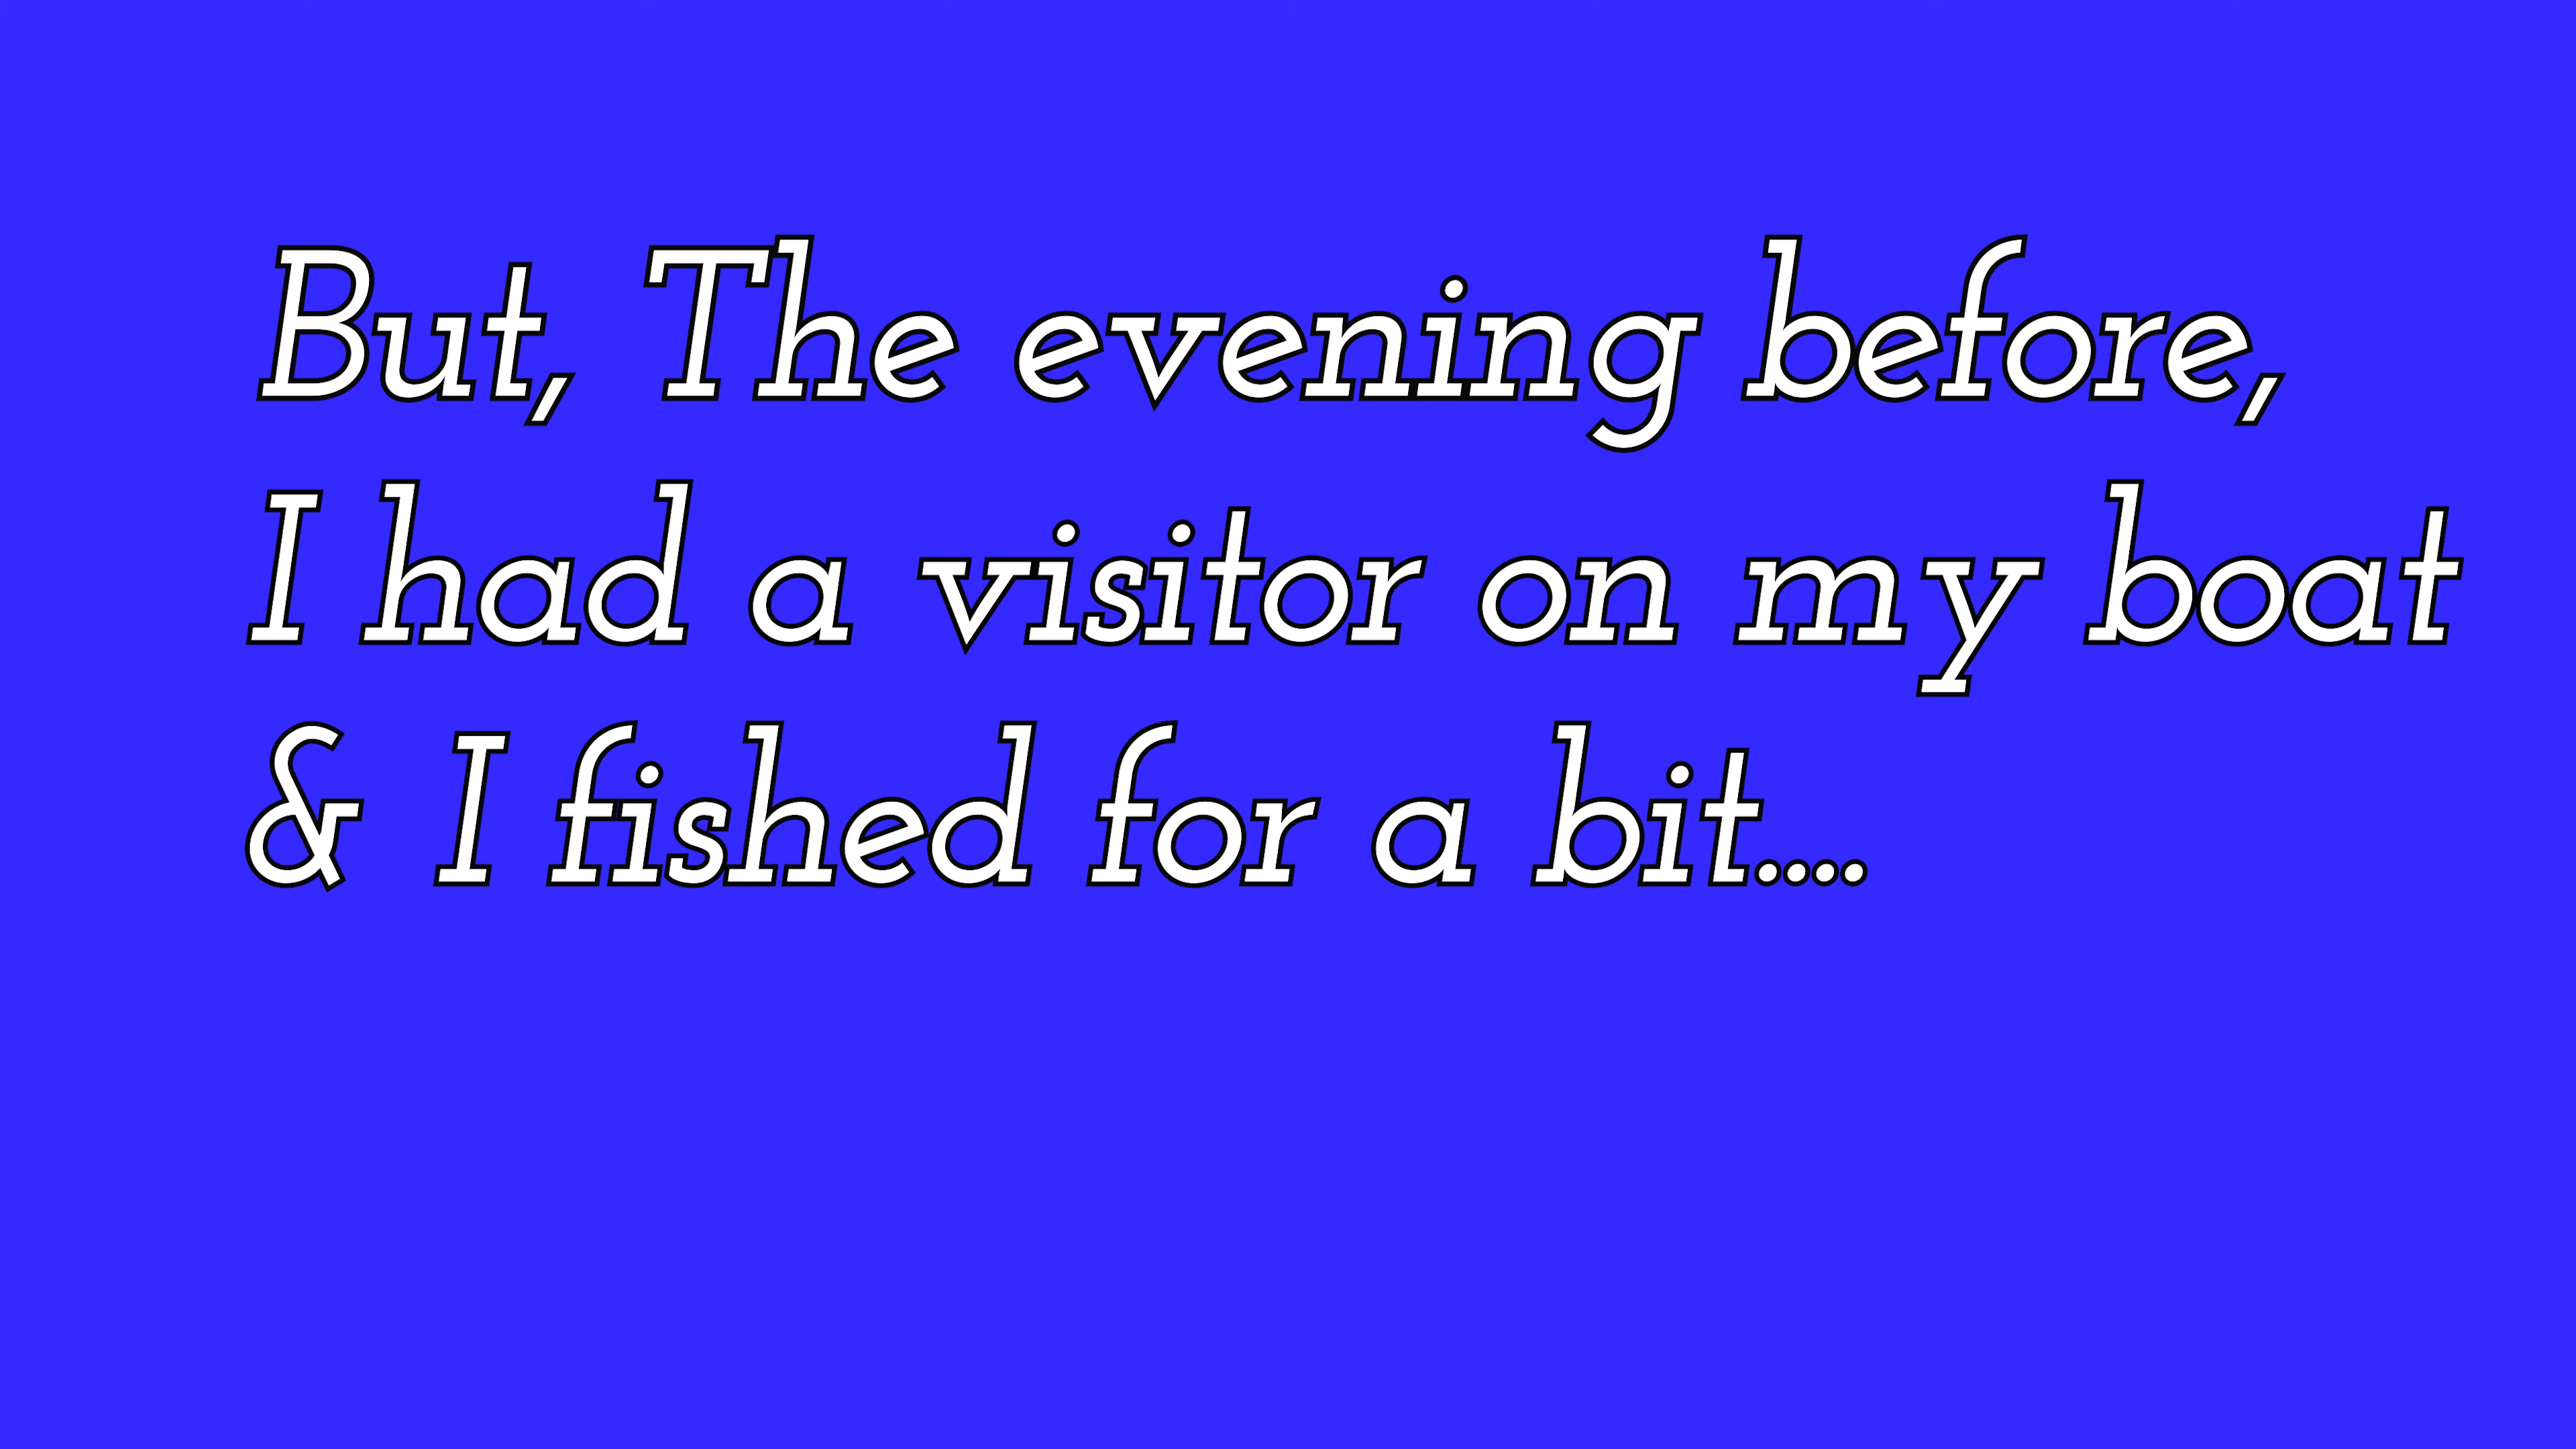 But, The evening before,
I had a visitor on my boat
& I fished for a bit....